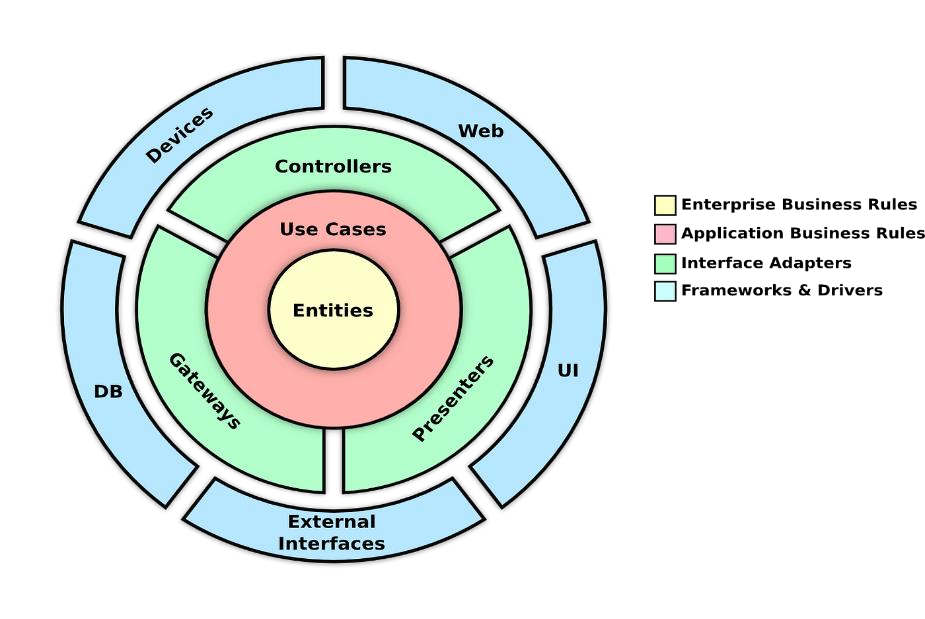 Devices
Web
Controllers
Use Cases
Entities
Gateways
Presenters
DB
UI
External
Interfaces
Enterprise Business Rules
Application Business Rules
Interface Adapters
Frameworks & Drivers